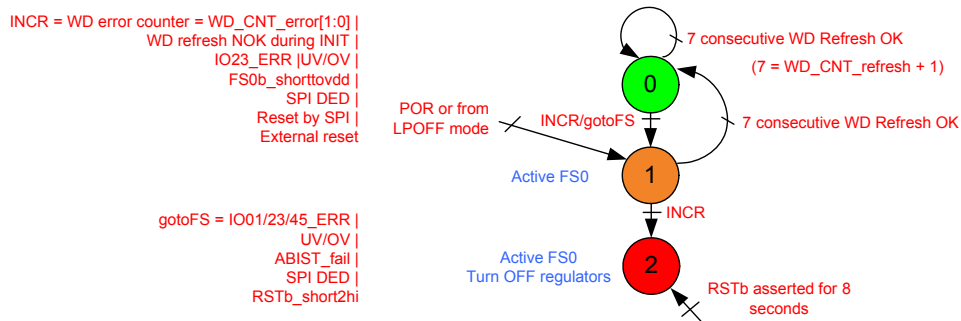 INCR = WD error counter = WD_CNT_error[1:0] |
WD refresh NOK during INIT |
IO23_ERR |UV/OV |
FS0b_shorttovdd |
SPI DED |
Reset by SPI |
External reset
7 consecutive WD Refresh OK
(7 = WD_CNT_refresh + 1)
0
POR or from
LPOFF mode
INCR/gotoFS
7 consecutive WD Refresh OK
Active FS0
1
INCR
gotoFS = IO01/23/45_ERR |
UV/OV |
ABIST_fail |
SPI DED |
RSTb_short2hi
Active FS0
Turn OFF regulators
2
RSTb asserted for 8
seconds